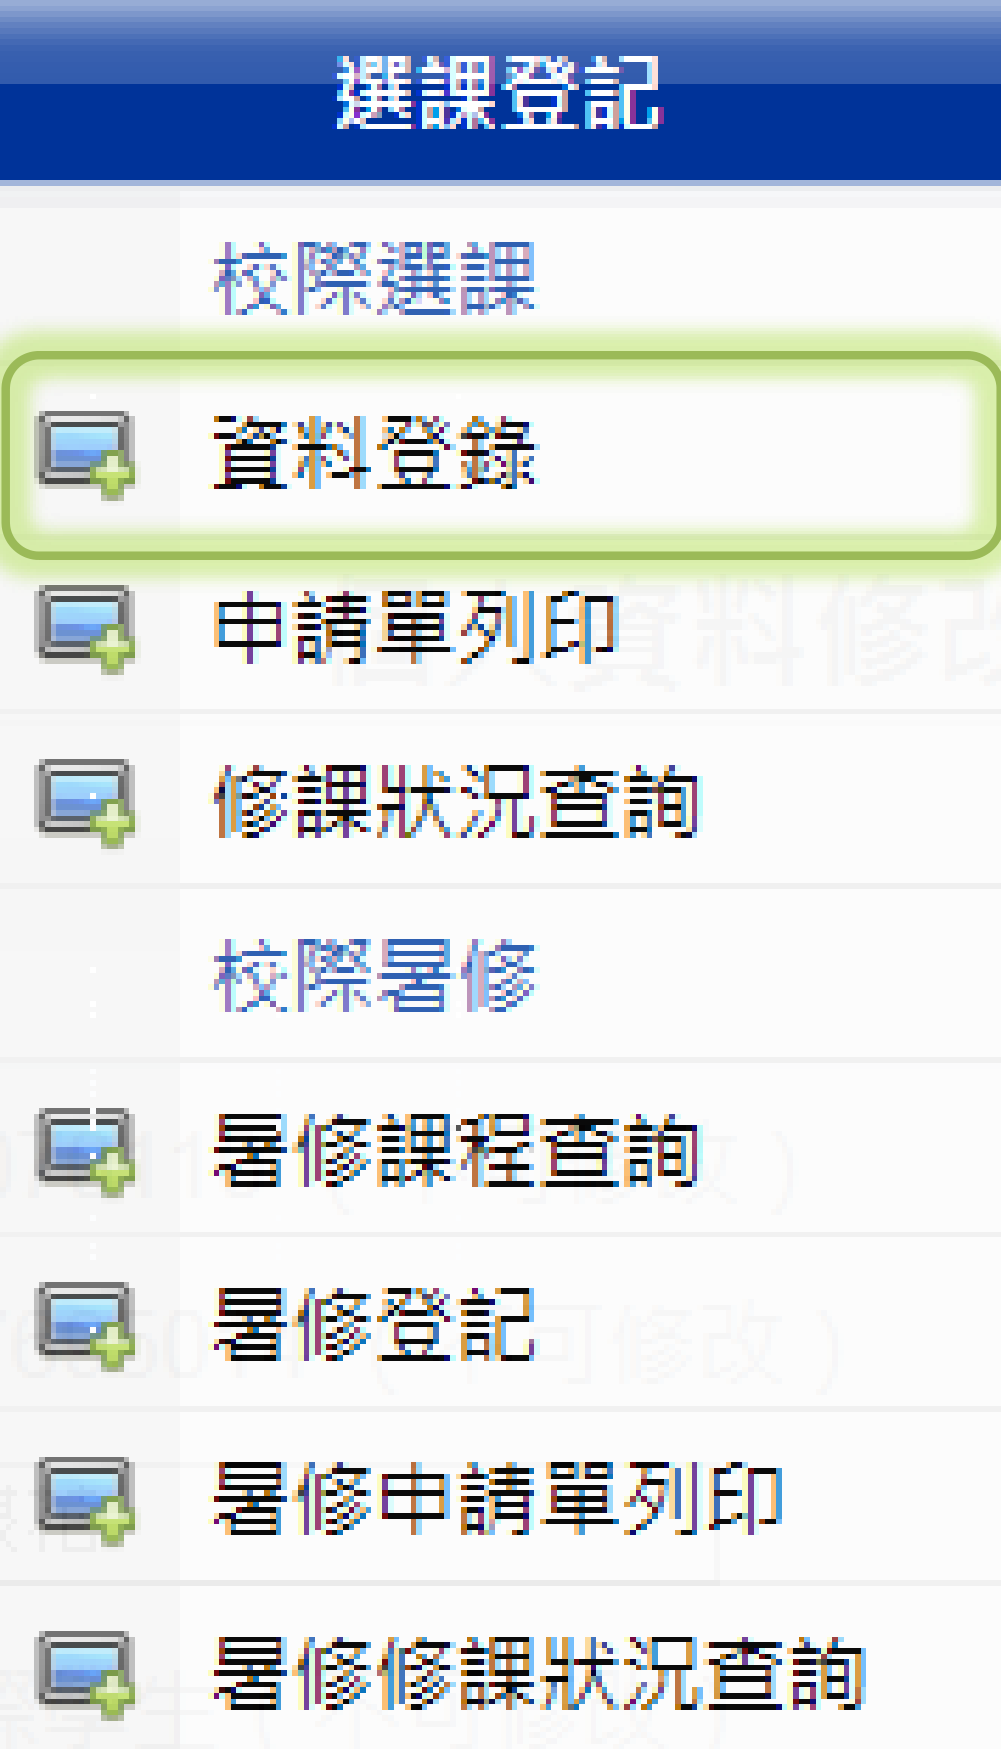 選課登記
校際選課
資料登錄
申請單列印
修課狀況查詢
校際暑修
暑修課程查詢
暑修登記
暑修申請單列印
暑修修課狀況查詢